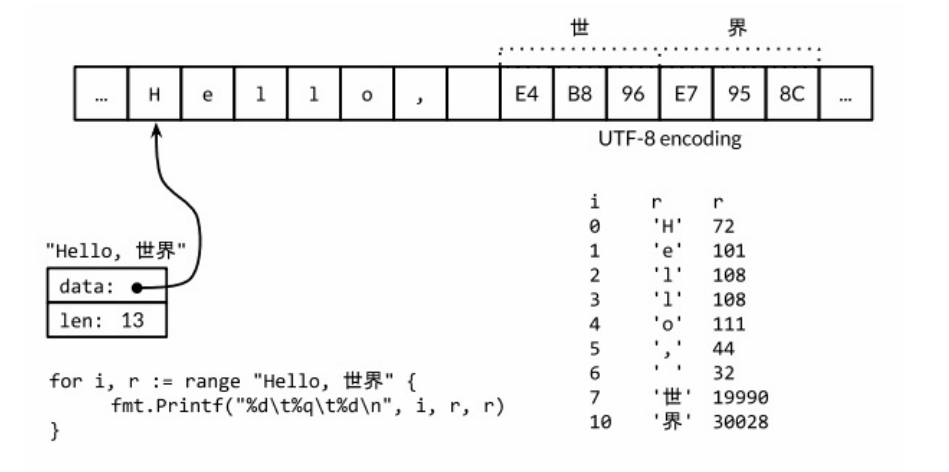 世 界
... H e l l o , E4 B8 96 E7 95 8C ...
UTF-8 encoding
"Hello, 世界"
data:
len: 13
for i, r := range "Hello, 世界" {
fmt.Printf("%d\t%q\t%d\n", i, r, r)
}
i r r
0 'H' 72
1 'e' 101
2 'l' 108
3 'l' 108
4 'o' 111
5 ',' 44
6 ' ' 32
7 '世' 19990
10 '界' 30028